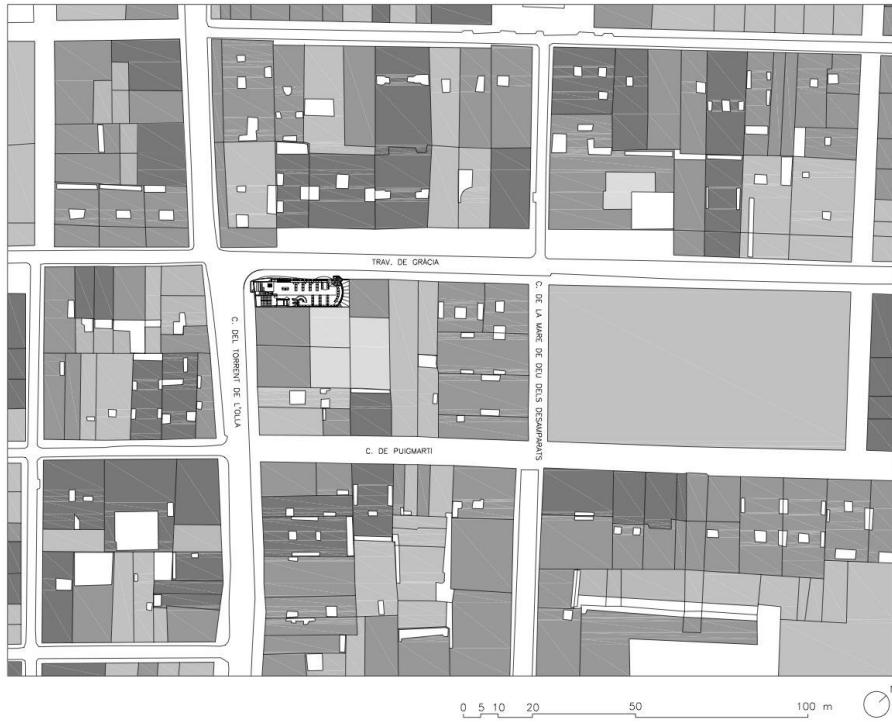 TRAV. DE GRÀCIA
C. DEL TORRENT DE L'OLLA
C. DE LA MARE DE DEU DELS DESAMPARATS
C. DE PUIGMARTI
0 5 10 20 50 100 m